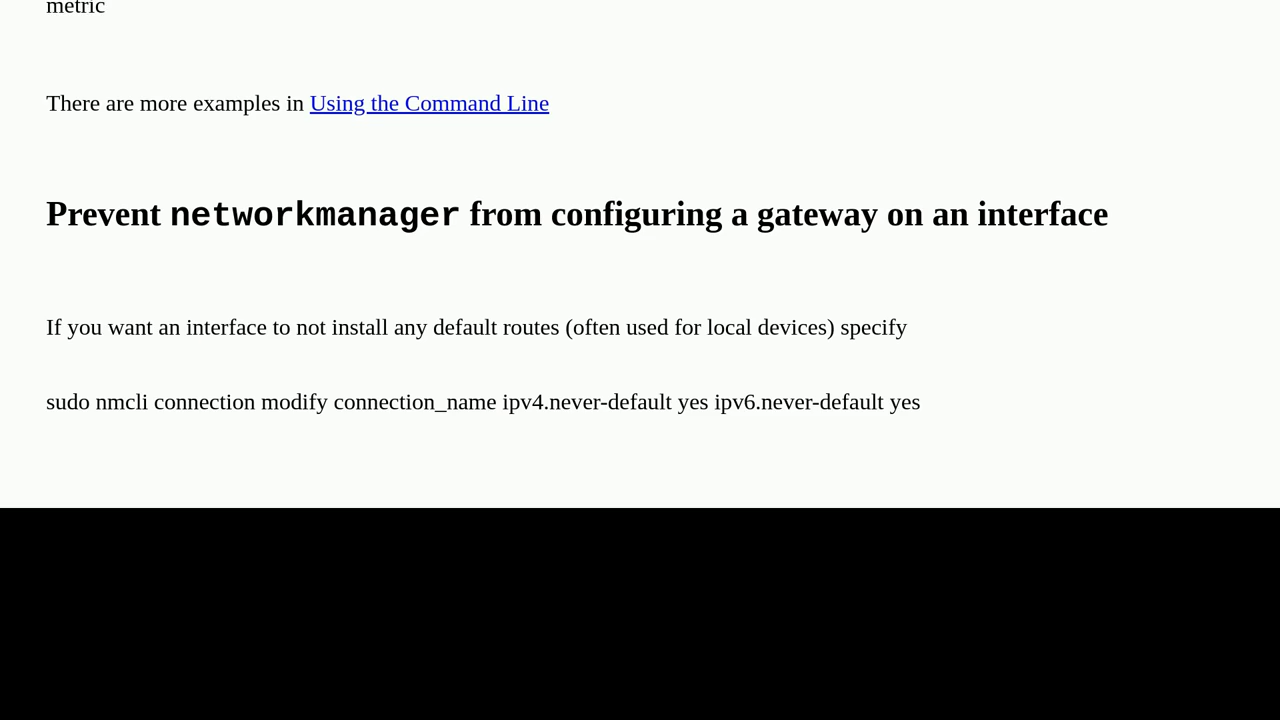 metric
There are more examples in Using the Command Line
Prevent networkmanager from configuring a gateway on an interface
If you want an interface to not install any default routes (often used for local devices) specify
sudo nmcli connection modify connection_name ipv4.never-default yes ipv6.never-default yes